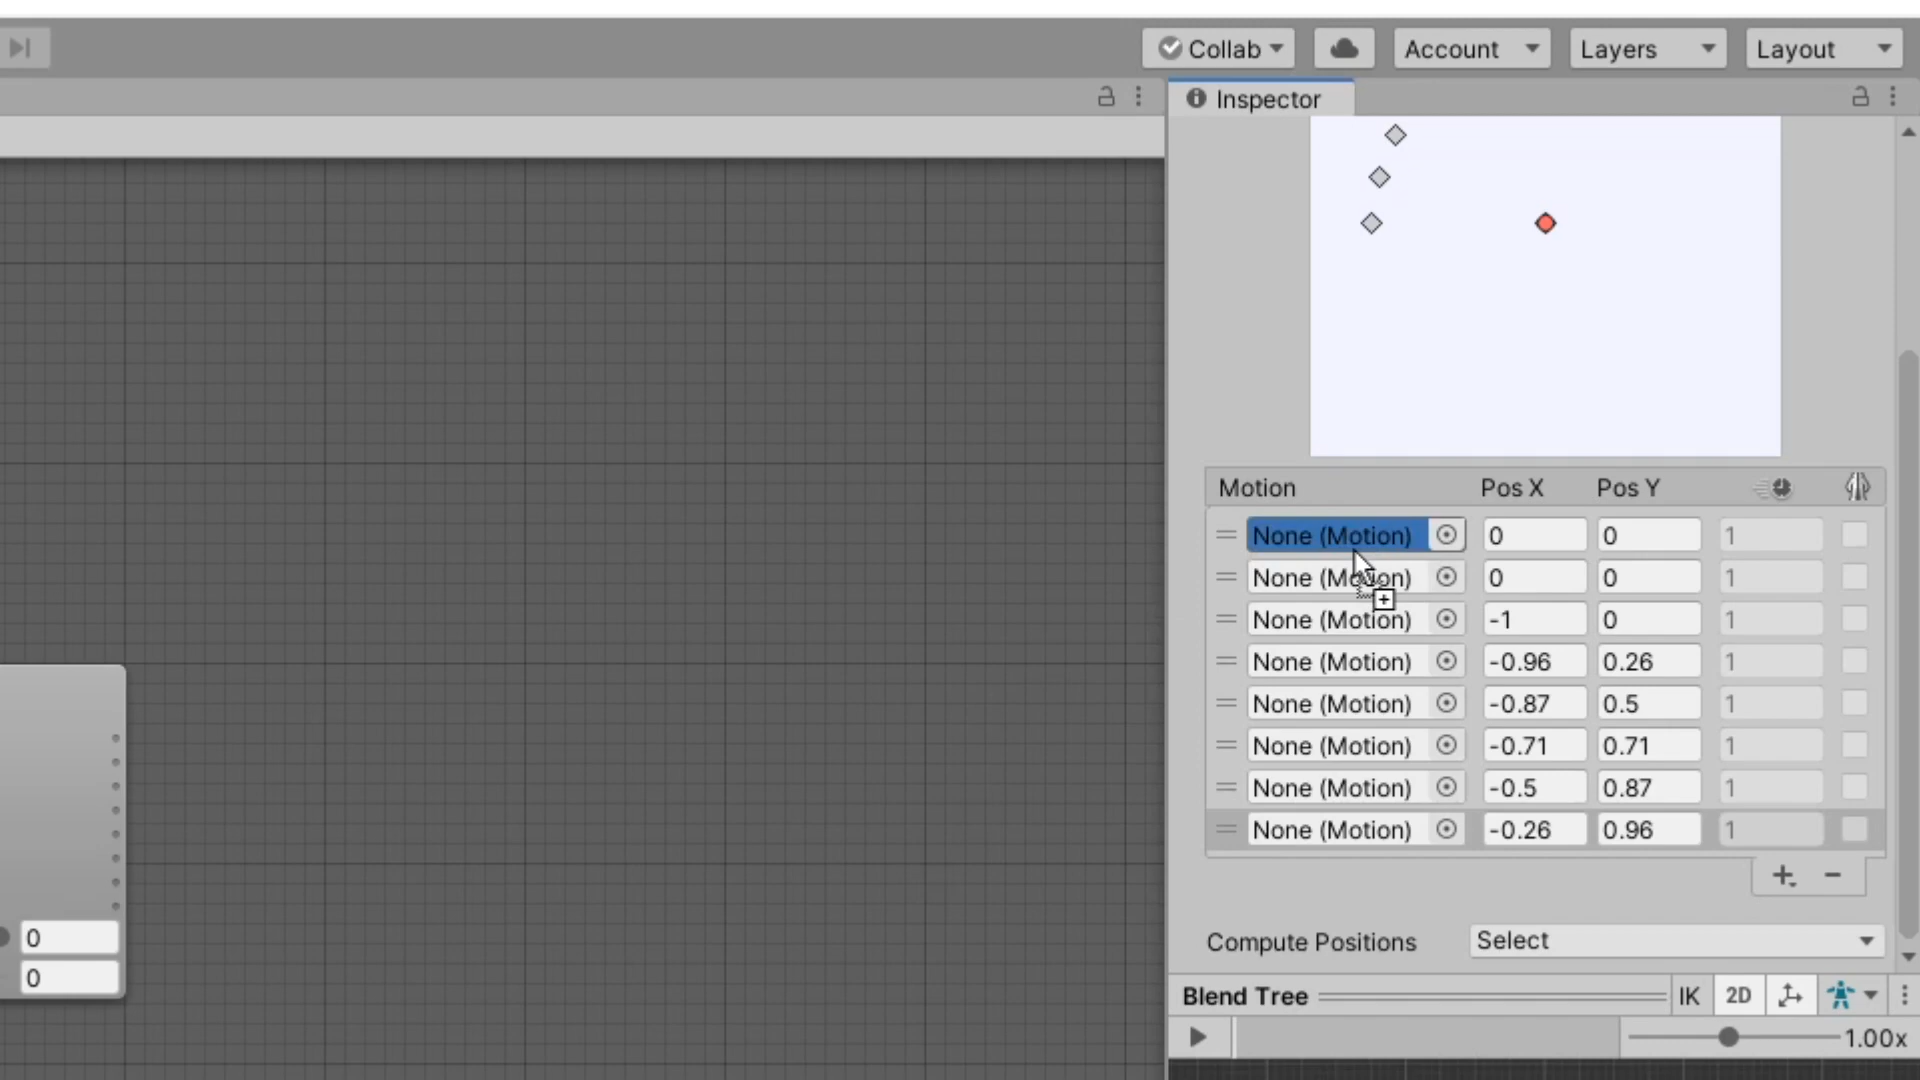 Collab Account Layers Layout
Inspector
Motion Pos X Pos Y
None (Motion) 0 0 1
None (Motion) 0 0 1
None (Motion) -1 0 1
None (Motion) -0.96 0.26 1
None (Motion) -0.87 0.5 1
None (Motion) -0.71 0.71 1
None (Motion) -0.5 0.87 1
None (Motion) -0.26 0.96 1
0
0
Compute Positions Select
Blend Tree IK 2D
1.00x